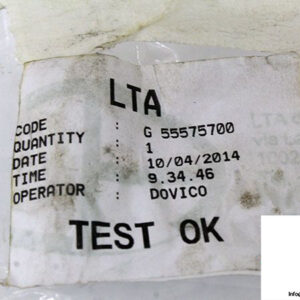 LTA
CODE : G 55575700
QUANTITY : 1
DATE : 10/04/2014
TIME : 9.34.46
OPERATOR : DOVICO
TEST OK